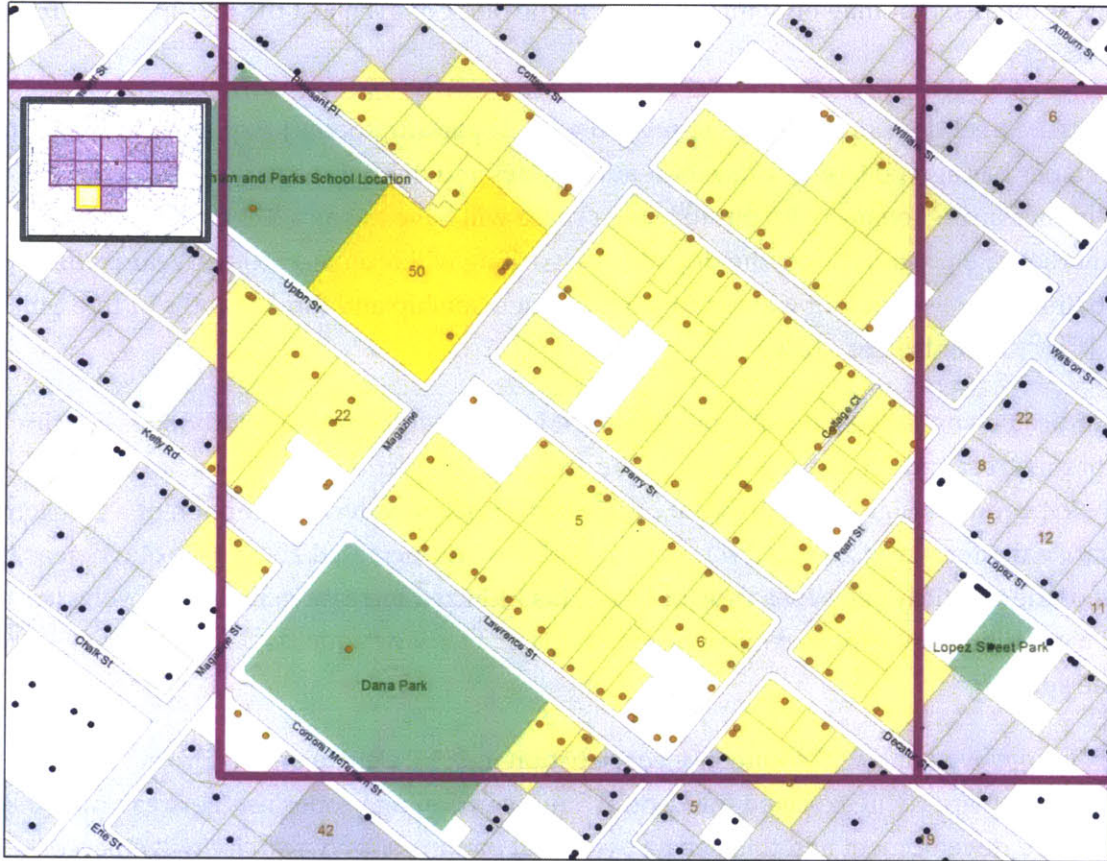 Auburn St
Cottage St
Pleasant Pl
6
William St
and Parks School Location
50
Upton St
Watson St
22
Cottage Ct
22
Magazine
Kelly Rd
8
Perry St
5
5
12
Pearl St
Lopez St
11
Lawrence St
6
Chalk St
Magazine St
Lopez Street Park
Dana Park
Corporal McTernan St
Decatur St
5
42
Erie St